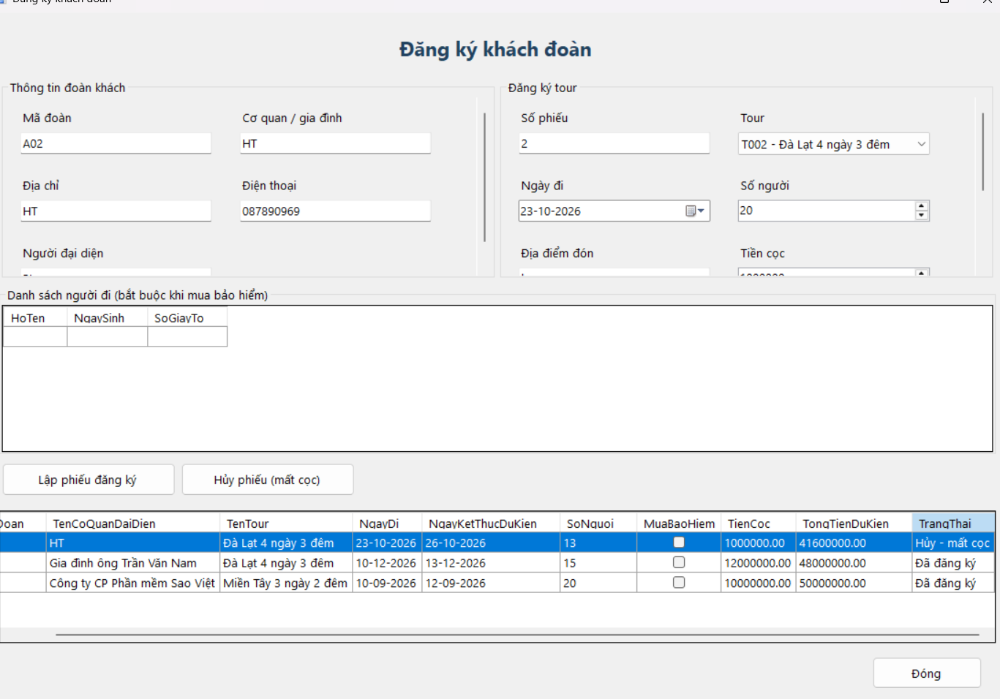 Đăng ký khách đoàn
Đăng ký khách đoàn
Thông tin đoàn khách
Mã đoàn
Cơ quan / gia đình
A02
HT
Địa chỉ
Điện thoại
HT
087890969
Người đại diện
Đăng ký tour
Số phiếu
Tour
2
T002 - Đà Lạt 4 ngày 3 đêm
Ngày đi
Số người
23-10-2026
20
Địa điểm đón
Tiền cọc
Danh sách người đi (bắt buộc khi mua bảo hiểm)
HoTen NgaySinh SoGiayTo
Lập phiếu đăng ký
Hủy phiếu (mất cọc)
Doan TenCoQuanDaiDien TenTour NgayDi NgayKetThucDuKien SoNguoi MuaBaoHiem TienCoc TongTienDuKien TrangThai
HT Đà Lạt 4 ngày 3 đêm 23-10-2026 26-10-2026 13 1000000.00 41600000.00 Hủy - mất cọc
Gia đình ông Trần Văn Nam Đà Lạt 4 ngày 3 đêm 10-12-2026 13-12-2026 15 12000000.00 48000000.00 Đã đăng ký
Công ty CP Phần mềm Sao Việt Miền Tây 3 ngày 2 đêm 10-09-2026 12-09-2026 20 10000000.00 50000000.00 Đã đăng ký
Đóng